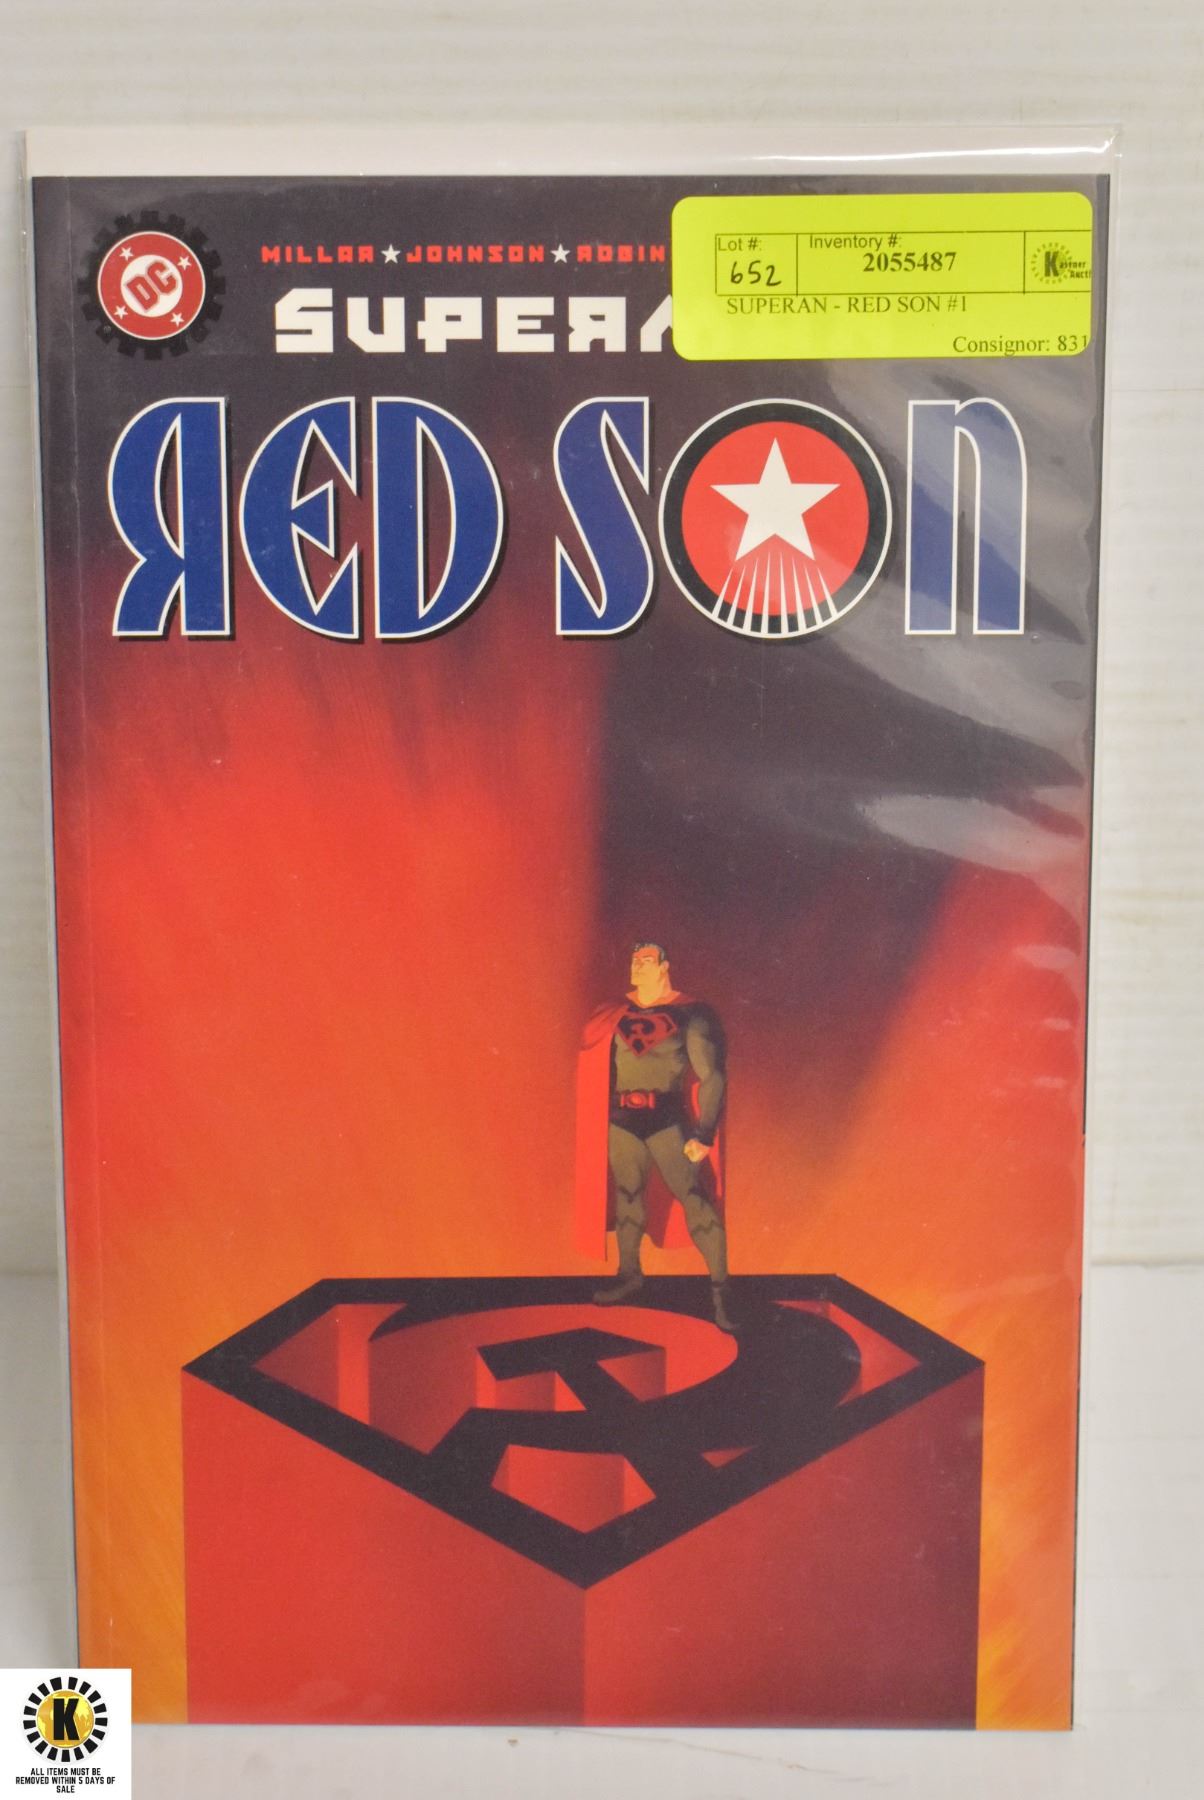 DC
MILLAR★JOHNSON★ROBIN
SUPERM
RED SON
Lot #:
652
Inventory #:
2055487
K
SUPERAN - RED SON #1
Consignor: 831
K
ALL ITEMS MUST BE
REMOVED WITHIN 5 DAYS OF
SALE